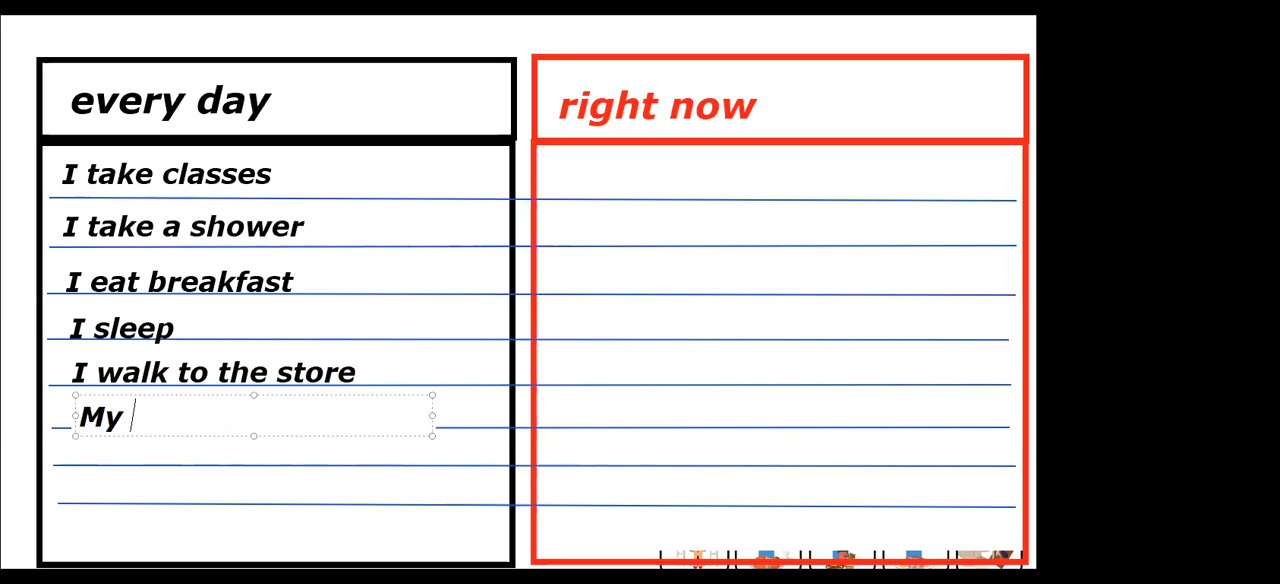 every day
right now
I take classes
I take a shower
I eat breakfast
I sleep
I walk to the store
My